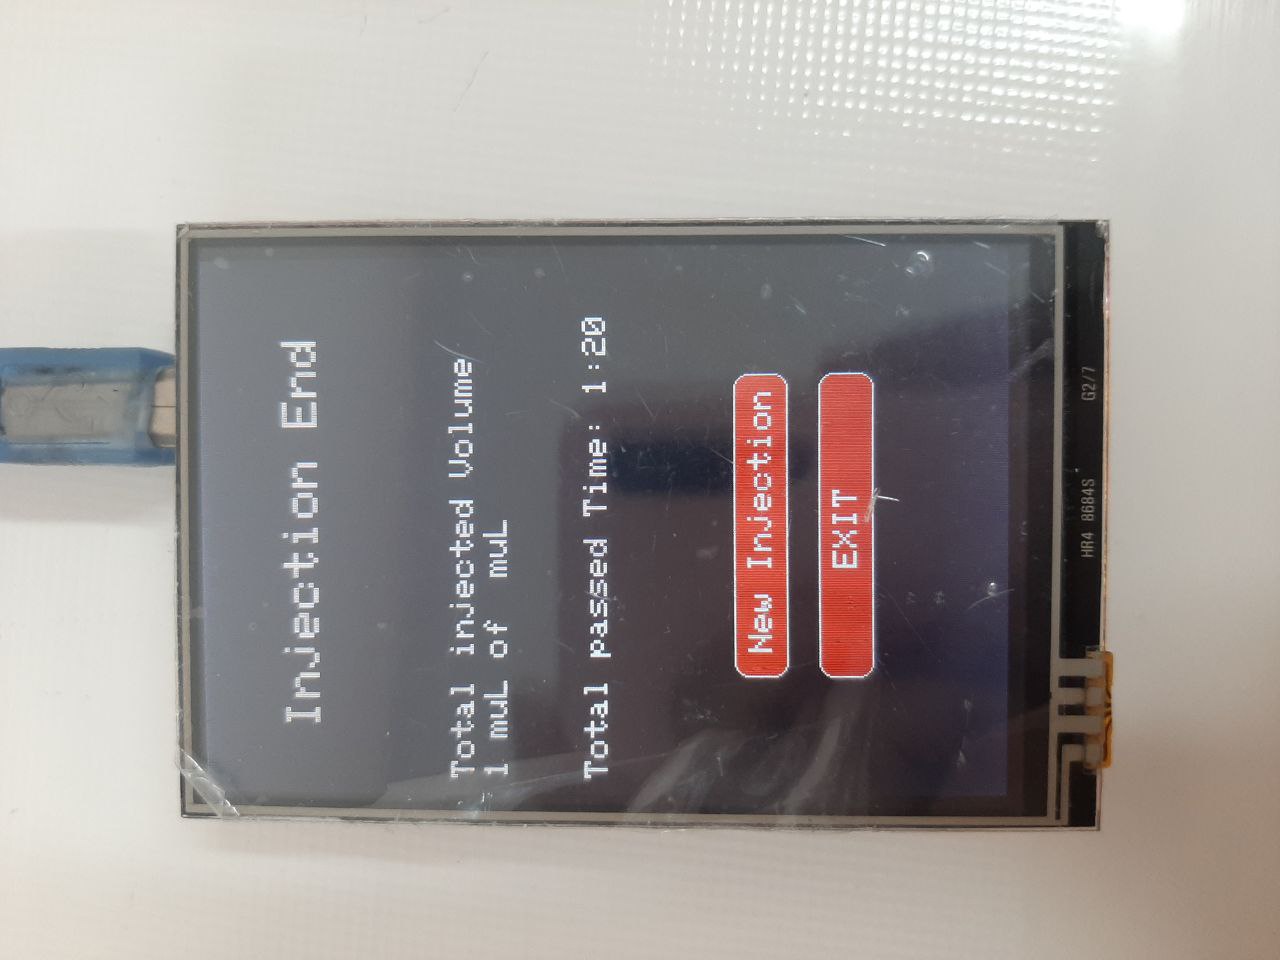 Injection End
Total injected Volume
1 muL of  muL
Total passed Time: 1:20
New Injection
EXIT
HR4 8684S G2/7